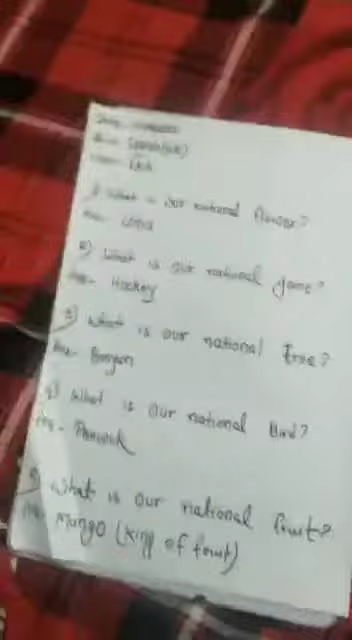 1) What is our national flower?
Ans- Lotus
2) What is our national game?
Ans- Hockey
3) What is our national Tree?
Ans- Banyan
4) What is our national Bird?
Ans- Peacock
5) What is our national fruit?
Ans- Mango (king of fruit)